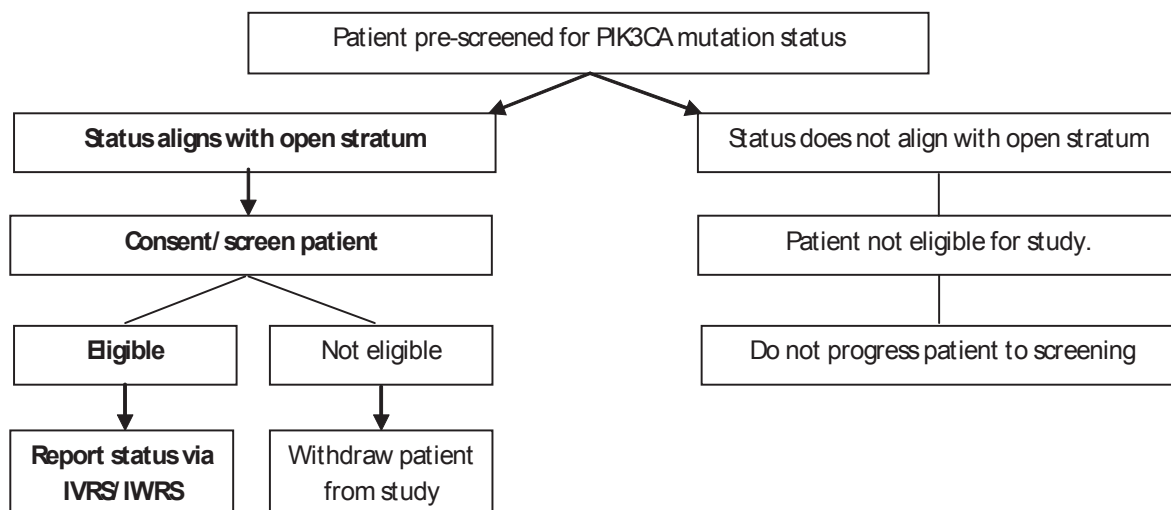 Patient pre-screened for PIK3CA mutation status
Status aligns with open stratum
Status does not align with open stratum
Consent/ screen patient
Patient not eligible for study.
Eligible
Not eligible
Do not progress patient to screening
Report status via
IVRS/ IWRS
Withdraw patient
from study